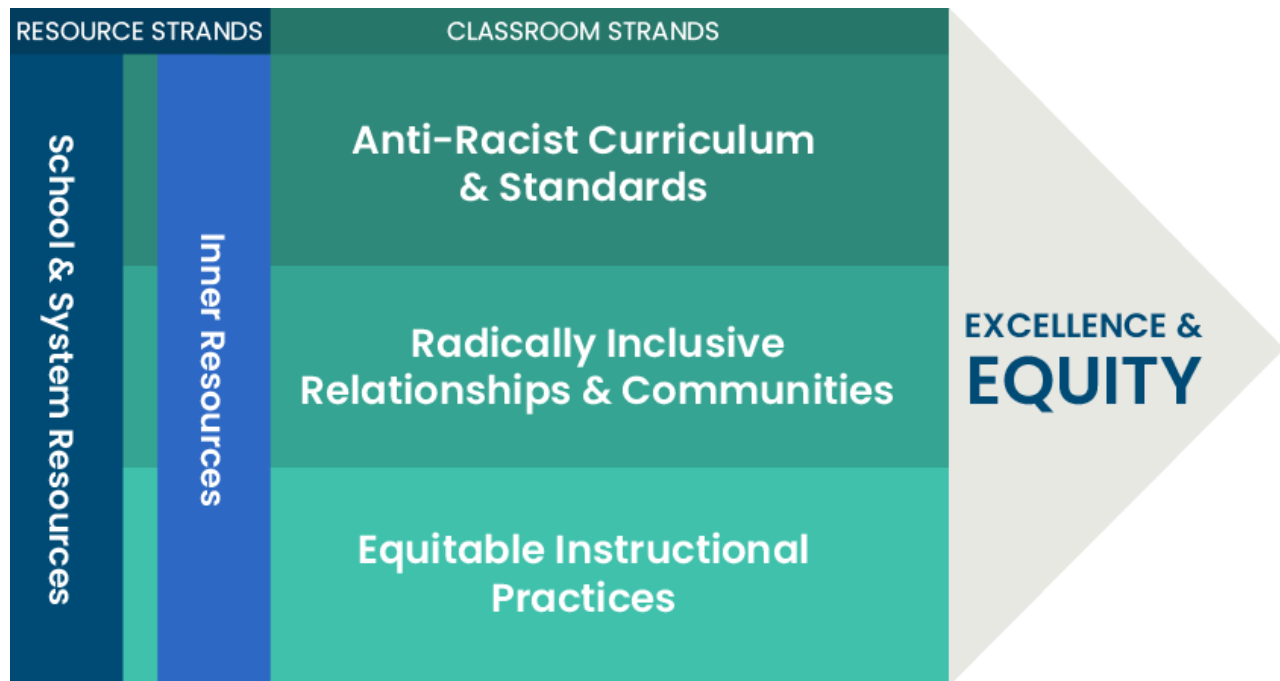 RESOURCE STRANDS
CLASSROOM STRANDS
School & System Resources
Inner Resources
Anti-Racist Curriculum
& Standards
Radically Inclusive
Relationships & Communities
Equitable Instructional
Practices
EXCELLENCE &
EQUITY